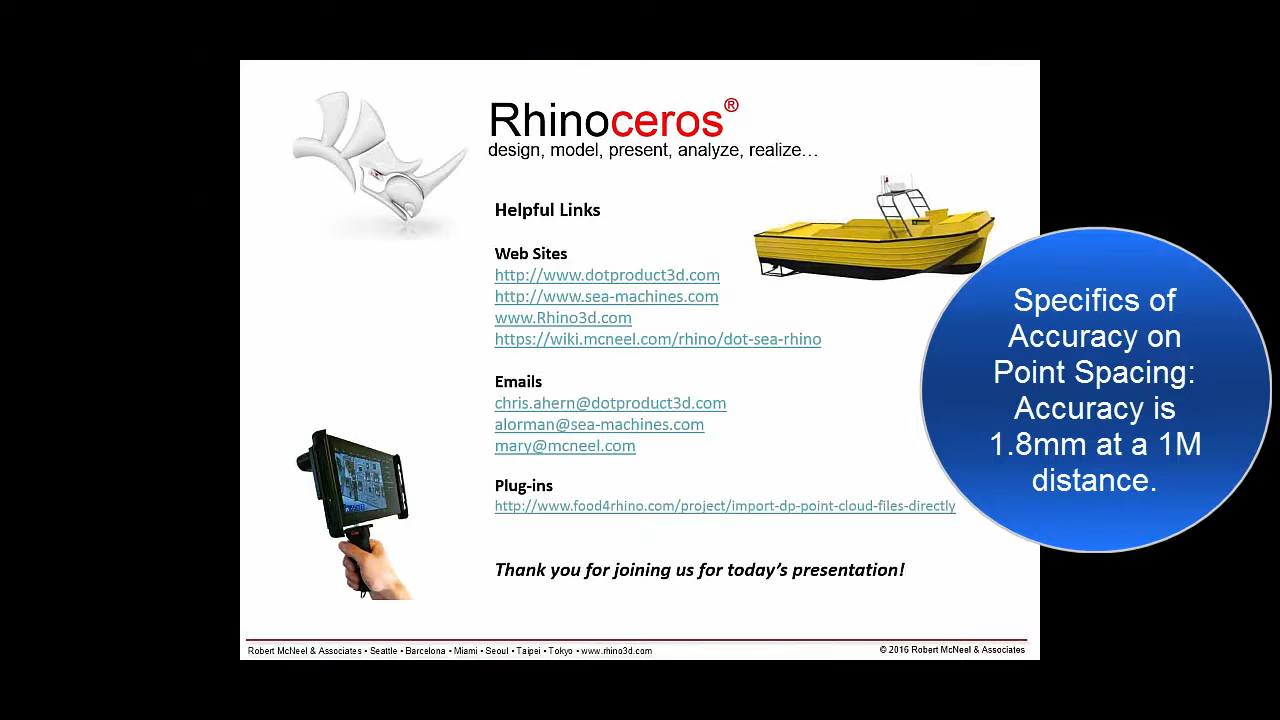 Rhinoceros®
design, model, present, analyze, realize...
Helpful Links
Web Sites
http://www.dotproduct3d.com
http://www.sea-machines.com
www.Rhino3d.com
https://wiki.mcneel.com/rhino/dot-sea-rhino
Emails
chris.ahern@dotproduct3d.com
alorman@sea-machines.com
mary@mcneel.com
Plug-ins
http://www.food4rhino.com/project/import-dp-point-cloud-files-directly
Thank you for joining us for today's presentation!
Specifics of
Accuracy on
Point Spacing:
Accuracy is
1.8mm at a 1M
distance.
Robert McNeel & Associates • Seattle • Barcelona • Miami • Seoul • Taipei • Tokyo • www.rhino3d.com
© 2016 Robert McNeel & Associates